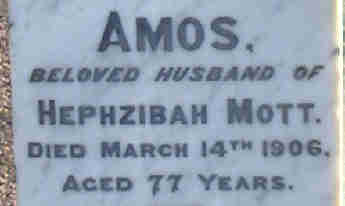 AMOS,
BELOVED HUSBAND OF
HEPHZIBAH MOTT.
DIED MARCH 14TH 1906,
AGED 77 YEARS.